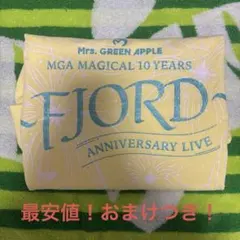 Mrs. GREEN APPLE
MGA MAGICAL 10 YEARS
FJORD
ANNIVERSARY LIVE
最安値！おまけつき！